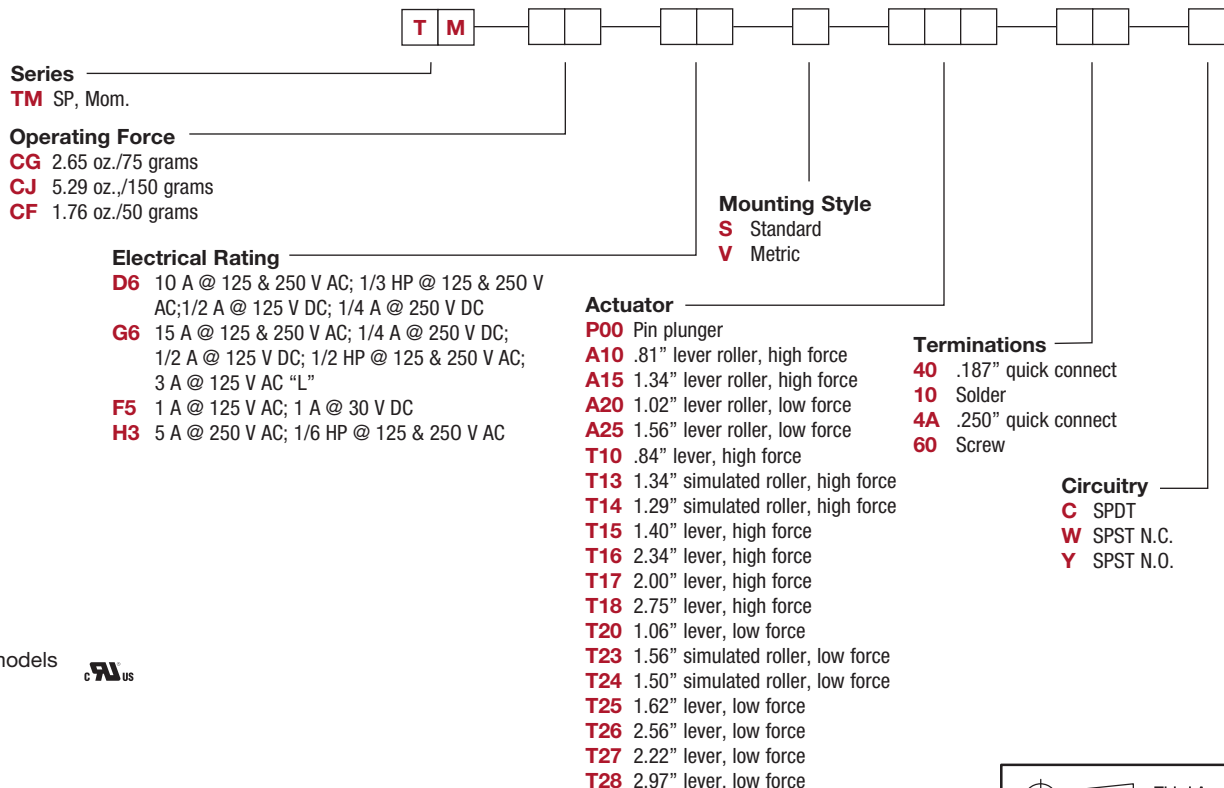 T M
Series
TM SP, Mom.
Operating Force
CG 2.65 oz./75 grams
CJ 5.29 oz.,/150 grams
CF 1.76 oz./50 grams
Electrical Rating
D6 10 A @ 125 & 250 V AC; 1/3 HP @ 125 & 250 V
AC;1/2 A @ 125 V DC; 1/4 A @ 250 V DC
G6 15 A @ 125 & 250 V AC; 1/4 A @ 250 V DC;
1/2 A @ 125 V DC; 1/2 HP @ 125 & 250 V AC;
3 A @ 125 V AC “L”
F5 1 A @ 125 V AC; 1 A @ 30 V DC
H3 5 A @ 250 V AC; 1/6 HP @ 125 & 250 V AC
Mounting Style
S Standard
V Metric
Actuator
P00 Pin plunger
A10 .81” lever roller, high force
A15 1.34” lever roller, high force
A20 1.02” lever roller, low force
A25 1.56” lever roller, low force
T10 .84” lever, high force
T13 1.34” simulated roller, high force
T14 1.29” simulated roller, high force
T15 1.40” lever, high force
T16 2.34” lever, high force
T17 2.00” lever, high force
T18 2.75” lever, high force
T20 1.06” lever, low force
T23 1.56” simulated roller, low force
T24 1.50” simulated roller, low force
T25 1.62” lever, low force
T26 2.56” lever, low force
T27 2.22” lever, low force
T28 2.97” lever, low force
Terminations
40 .187” quick connect
10 Solder
4A .250” quick connect
60 Screw
Circuitry
C SPDT
W SPST N.C.
Y SPST N.O.
models
c RU US